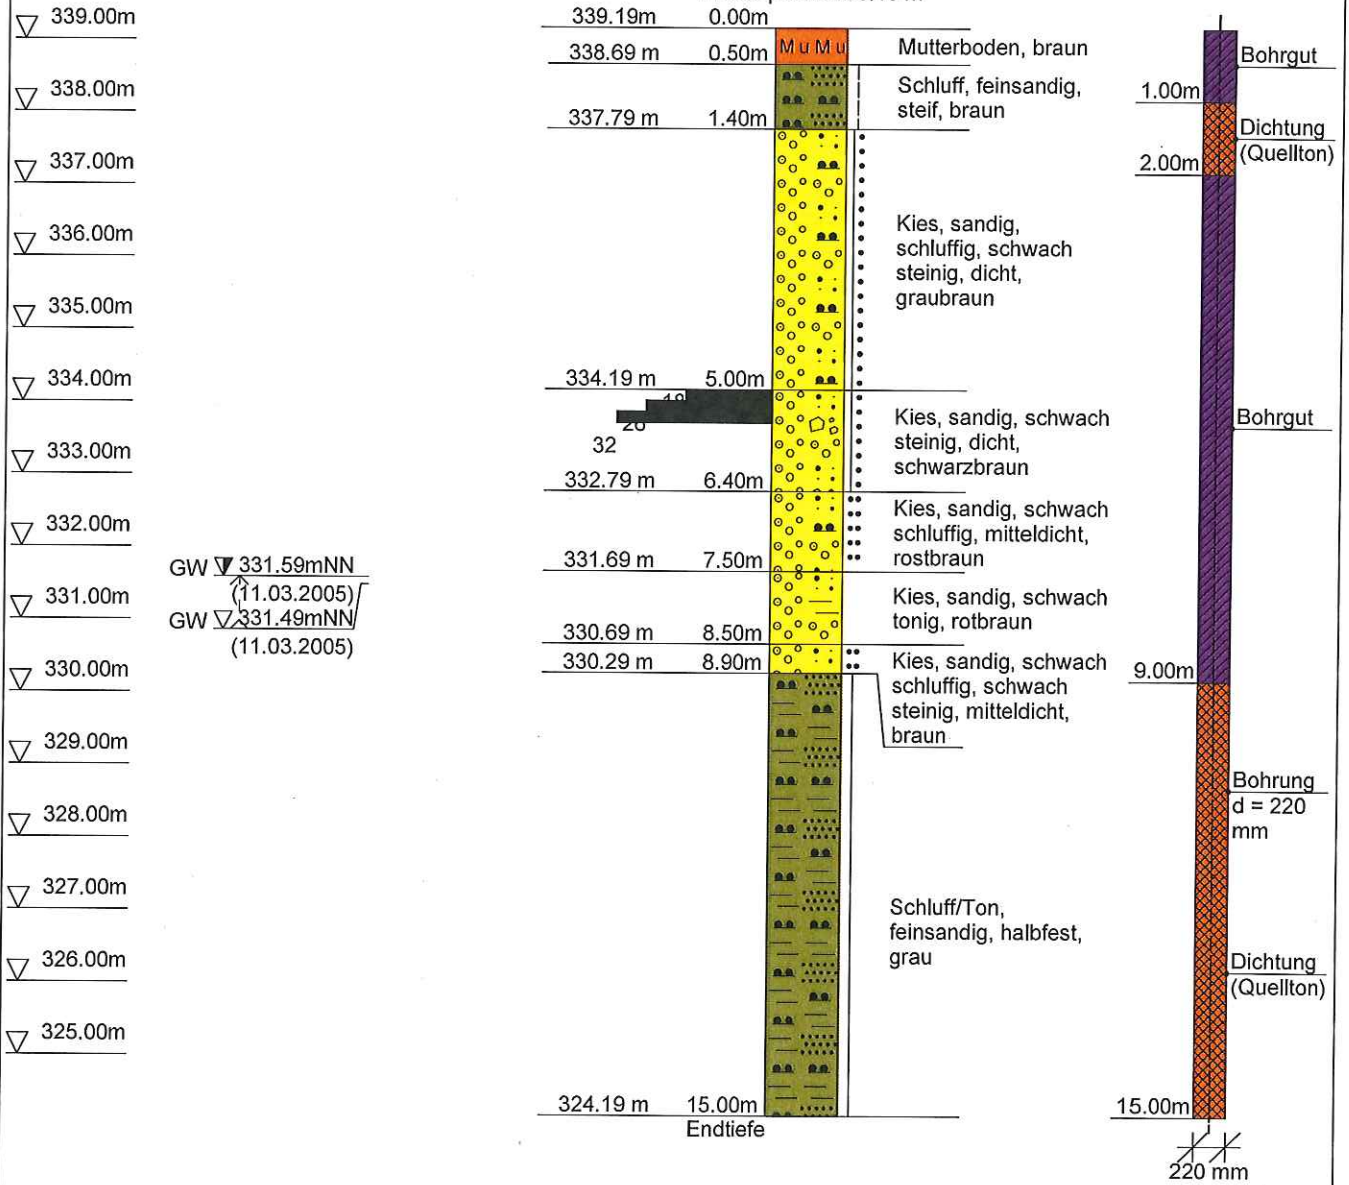 339.00m
338.00m
337.00m
336.00m
335.00m
334.00m
333.00m
332.00m
331.00m
330.00m
329.00m
328.00m
327.00m
326.00m
325.00m
GW 331.59mNN
(11.03.2005)
GW 331.49mNN
(11.03.2005)
339.19m 0.00m
338.69 m 0.50m
337.79 m 1.40m
334.19 m 5.00m
32
332.79 m 6.40m
331.69 m 7.50m
330.69 m 8.50m
330.29 m 8.90m
324.19 m 15.00m
Endtiefe
M u M u
Mutterboden, braun
Schluff, feinsandig,
steif, braun
Kies, sandig,
schluffig, schwach
steinig, dicht,
graubraun
Kies, sandig, schwach
steinig, dicht,
schwarzbraun
Kies, sandig, schwach
schluffig, mitteldicht,
rostbraun
Kies, sandig, schwach
tonig, rotbraun
Kies, sandig, schwach
schluffig, schwach
steinig, mitteldicht,
braun
Schluff/Ton,
feinsandig, halbfest,
grau
1.00m
2.00m
9.00m
15.00m
220 mm
Bohrgut
Dichtung
(Quellton)
Bohrgut
Bohrung
d = 220
mm
Dichtung
(Quellton)